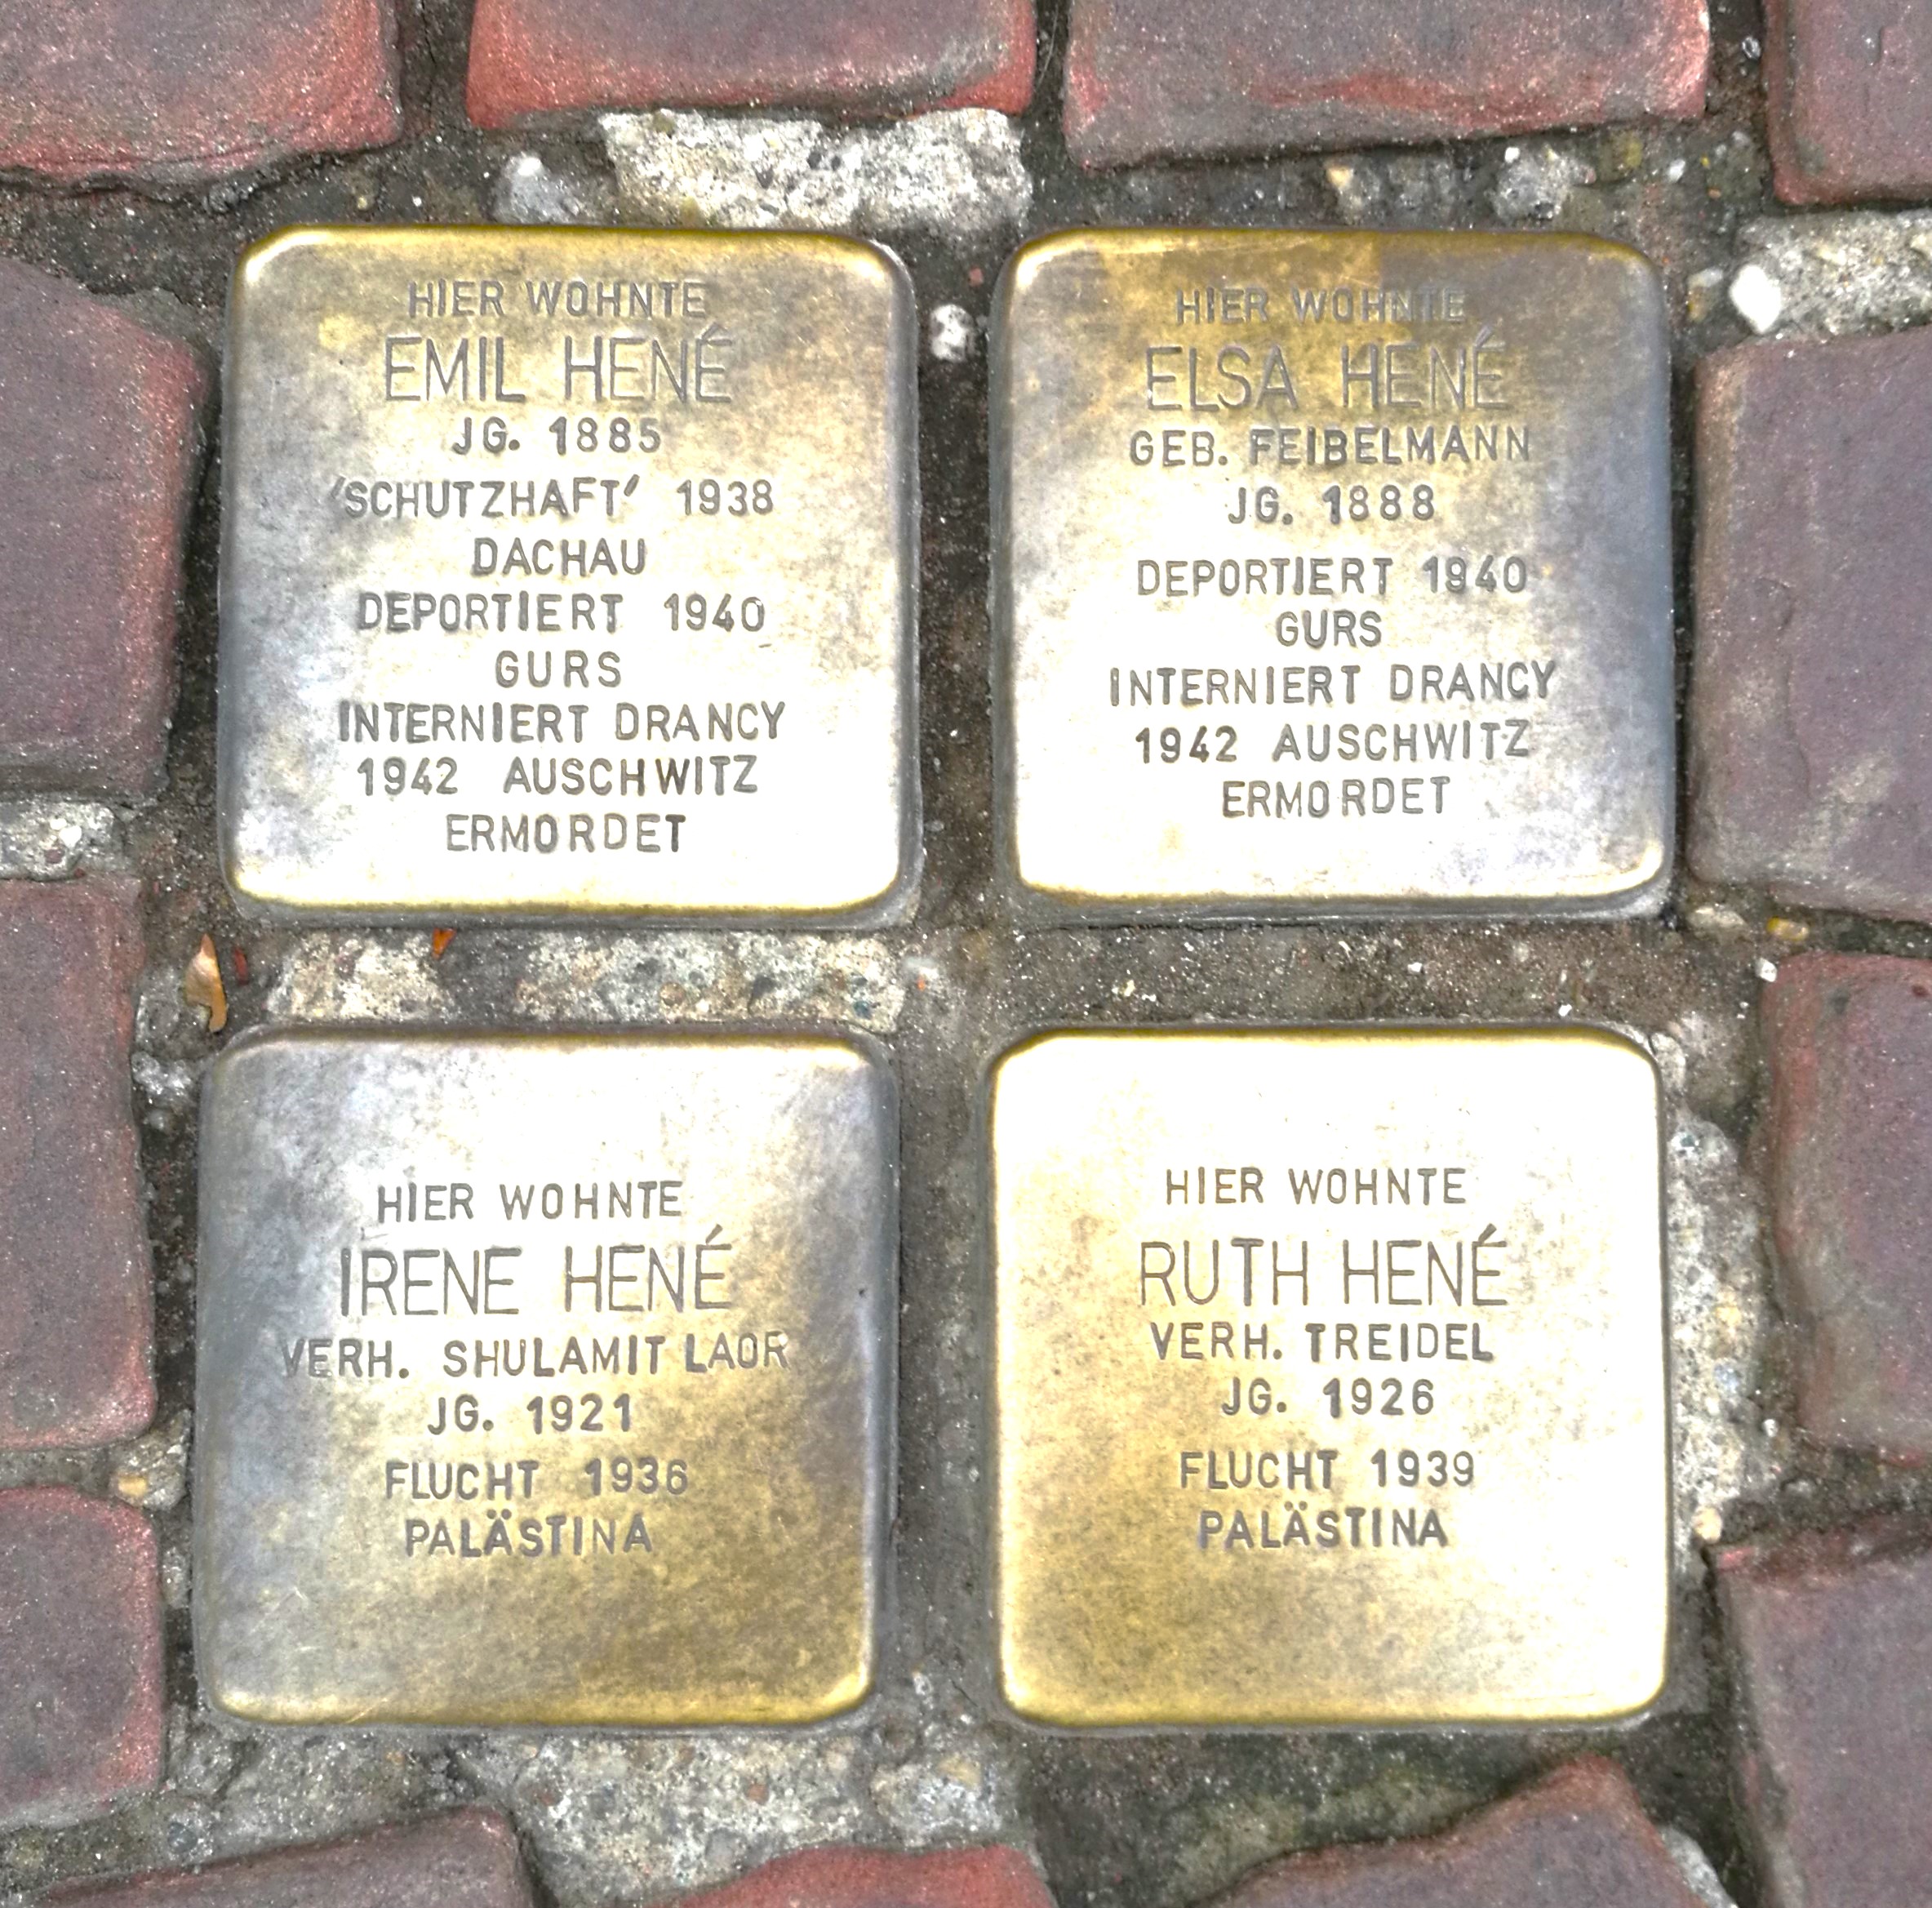 HIER WOHNTE
EMIL HENÉ
JG. 1885
'SCHUTZHAFT' 1938
DACHAU
DEPORTIERT 1940
GURS
INTERNIERT DRANCY
1942 AUSCHWITZ
ERMORDET
HIER WOHNTE
ELSA HENÉ
GEB. FEIBELMANN
JG. 1888
DEPORTIERT 1940
GURS
INTERNIERT DRANCY
1942 AUSCHWITZ
ERMORDET
HIER WOHNTE
IRENE HENÉ
VERH. SHULAMIT LAOR
JG. 1921
FLUCHT 1936
PALÄSTINA
HIER WOHNTE
RUTH HENÉ
VERH. TREIDEL
JG. 1926
FLUCHT 1939
PALÄSTINA